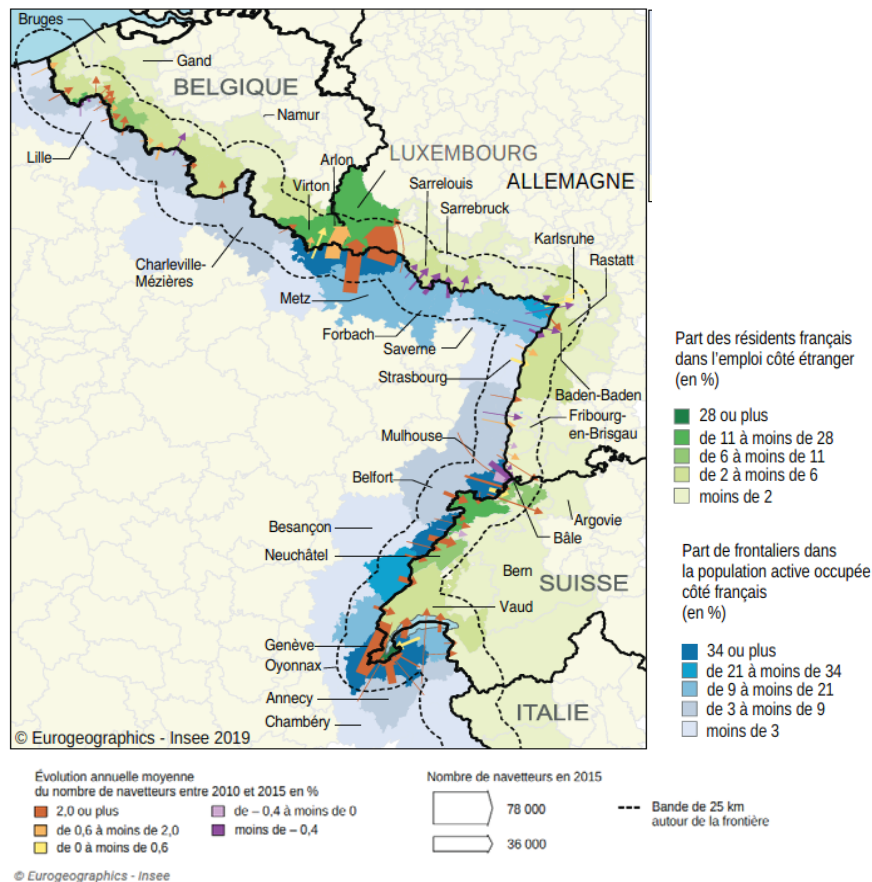 Bruges
Gand
BELGIQUE
Namur
Lille
LUXEMBOURG
Arlon
Virton
Sarrelouis
ALLEMAGNE
Sarrebruck
Karlsruhe
Rastatt
Charleville-
Mézières
Metz
Forbach
Saverne
Strasbourg
Baden-Baden
Fribourg-
en-Brisgau
Mulhouse
Belfort
Besançon
Argovie
Bâle
Neuchâtel
Bern
SUISSE
Vaud
Genève
Oyonnax
Annecy
Chambéry
ITALIE
© Eurogeographics - Insee 2019
Part des résidents français
dans l'emploi côté étranger
(en %)
28 ou plus
de 11 à moins de 28
de 6 à moins de 11
de 2 à moins de 6
moins de 2
Part de frontaliers dans
la population active occupée
côté français
(en %)
34 ou plus
de 21 à moins de 34
de 9 à moins de 21
de 3 à moins de 9
moins de 3
Évolution annuelle moyenne
du nombre de navetteurs entre 2010 et 2015 en %
2,0 ou plus
de 0,6 à moins de 2,0
de 0 à moins de 0,6
de – 0,4 à moins de 0
moins de – 0,4
Nombre de navetteurs en 2015
78 000
36 000
Bande de 25 km
autour de la frontière
© Eurogeographics - Insee